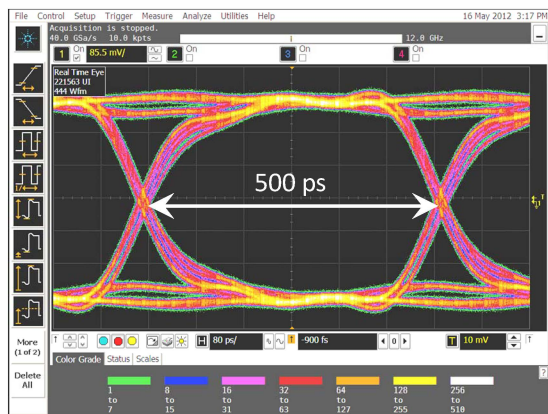 File Control Setup Trigger Measure Analyze Utilities Help 16 May 2012 3:17 PM
Acquisition is stopped.
40.0 GSa/s 10.0 kpts 12.0 GHz
1 On 85.5 mV/ 2 On 3 On 4 On
Real Time Eye
221563 UI
444 Wfm
500 ps
More
(1 of 2)
Delete
All
H 80 ps/ -900 fs 0 T 10 mV
Color Grade Status Scales
1 8 16 32 64 128 256
to to to to to to to
7 15 31 63 127 255 510